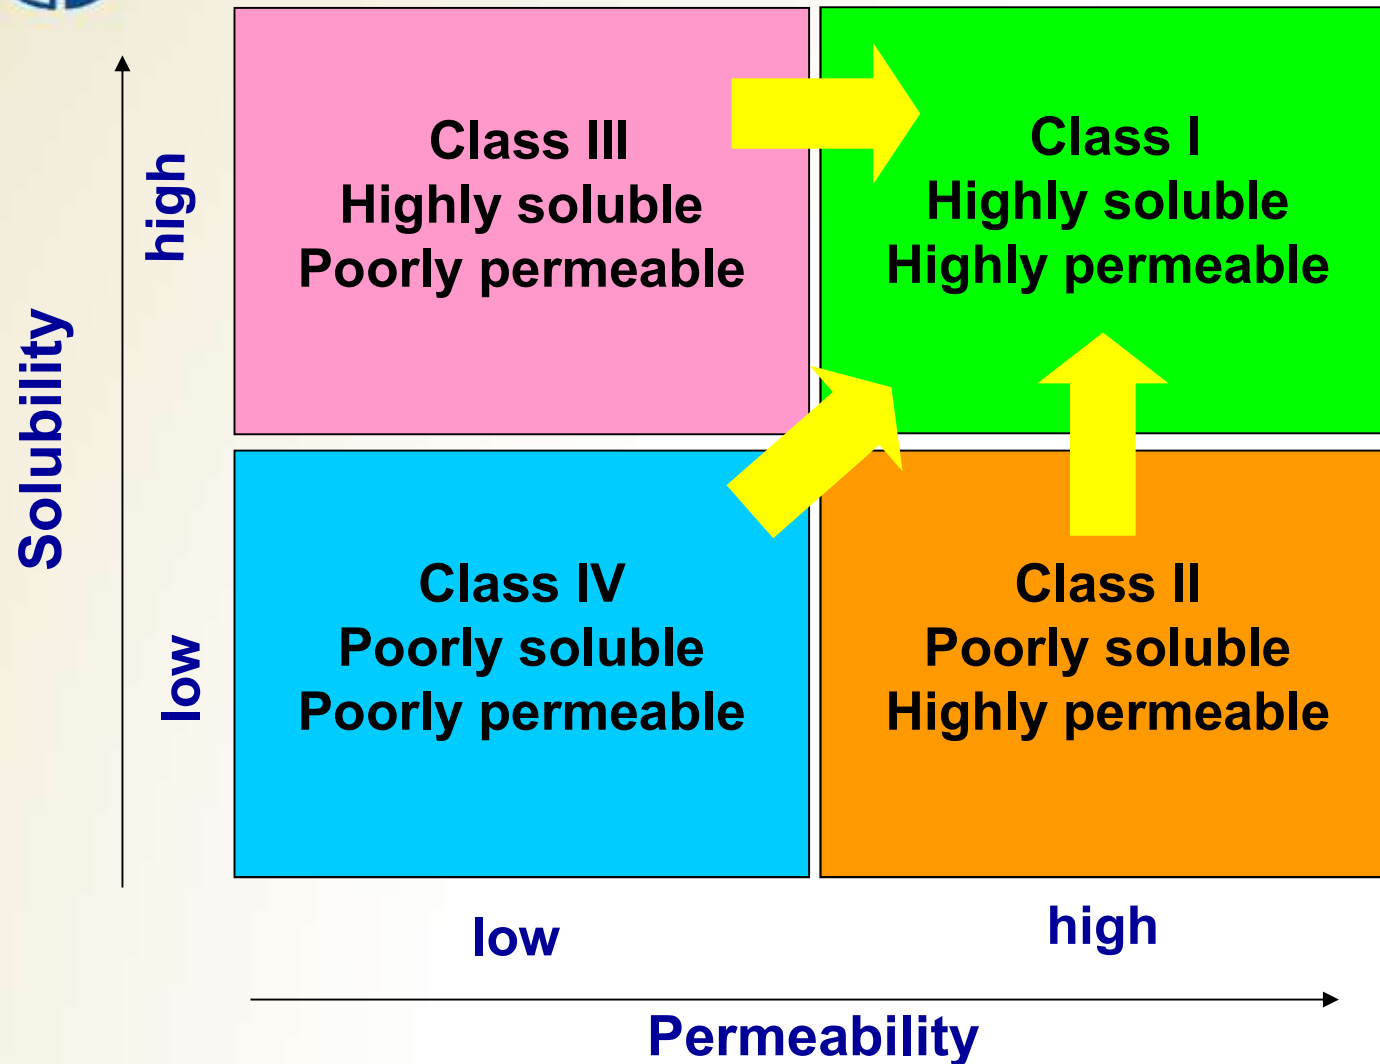 Solubility
high
low
Class III
Highly soluble
Poorly permeable
Class I
Highly soluble
Highly permeable
Class IV
Poorly soluble
Poorly permeable
Class II
Poorly soluble
Highly permeable
low
high
Permeability